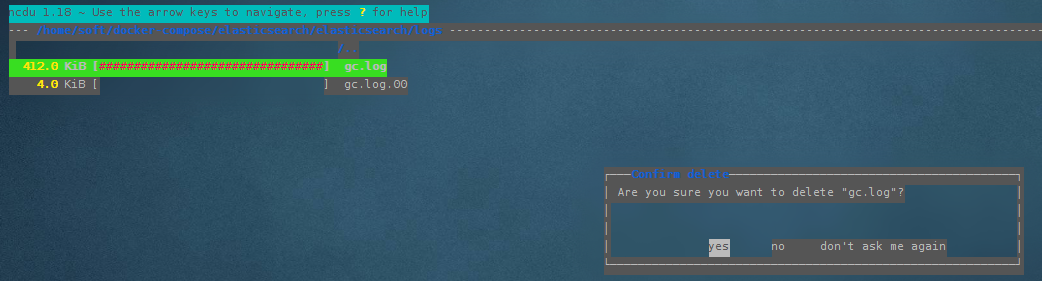 ncdu 1.18 ~ Use the arrow keys to navigate, press ? for help
--- /home/soft/docker-compose/elasticsearch/elasticsearch/logs ---
/..
412.0 KiB [################################] gc.log
4.0 KiB [ ] gc.log.00
Confirm delete
Are you sure you want to delete "gc.log"?
yes no don't ask me again